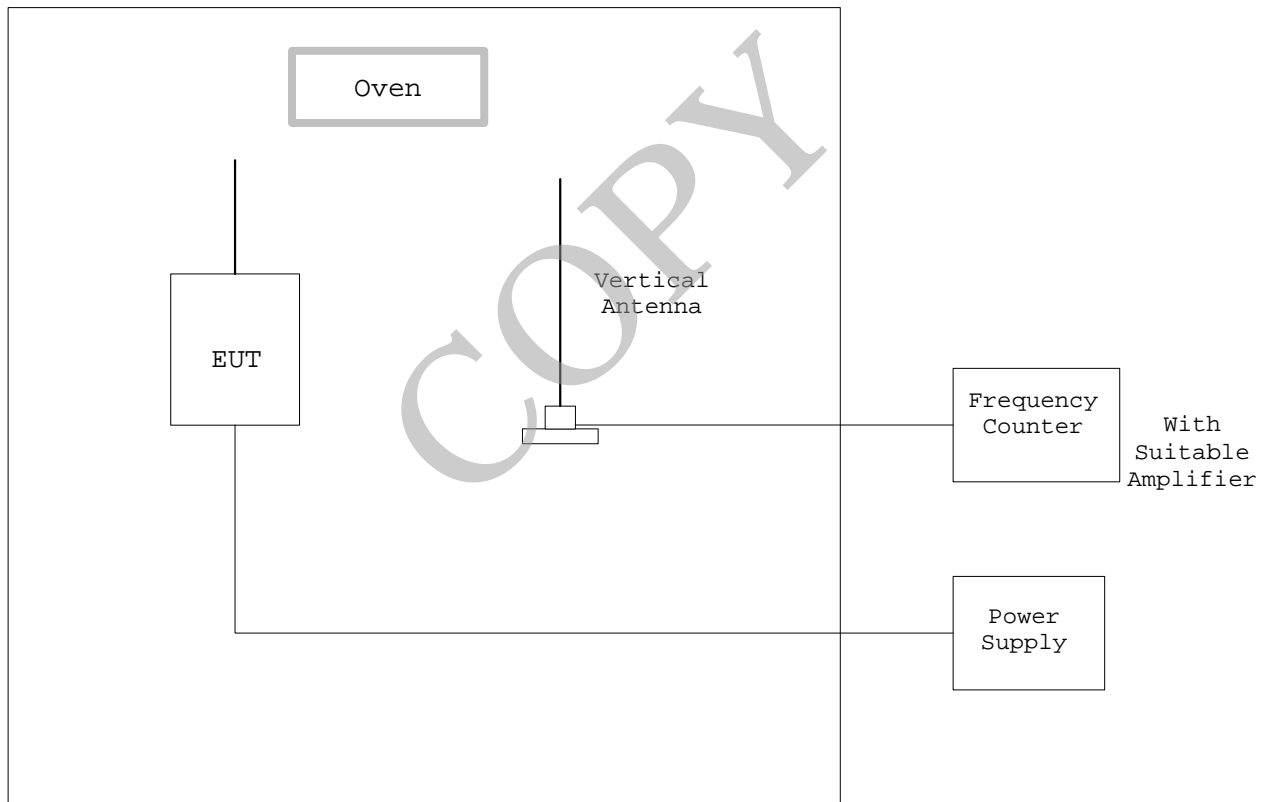 Oven
COPY
Vertical
Antenna
EUT
Frequency
Counter
With
Suitable
Amplifier
Power
Supply